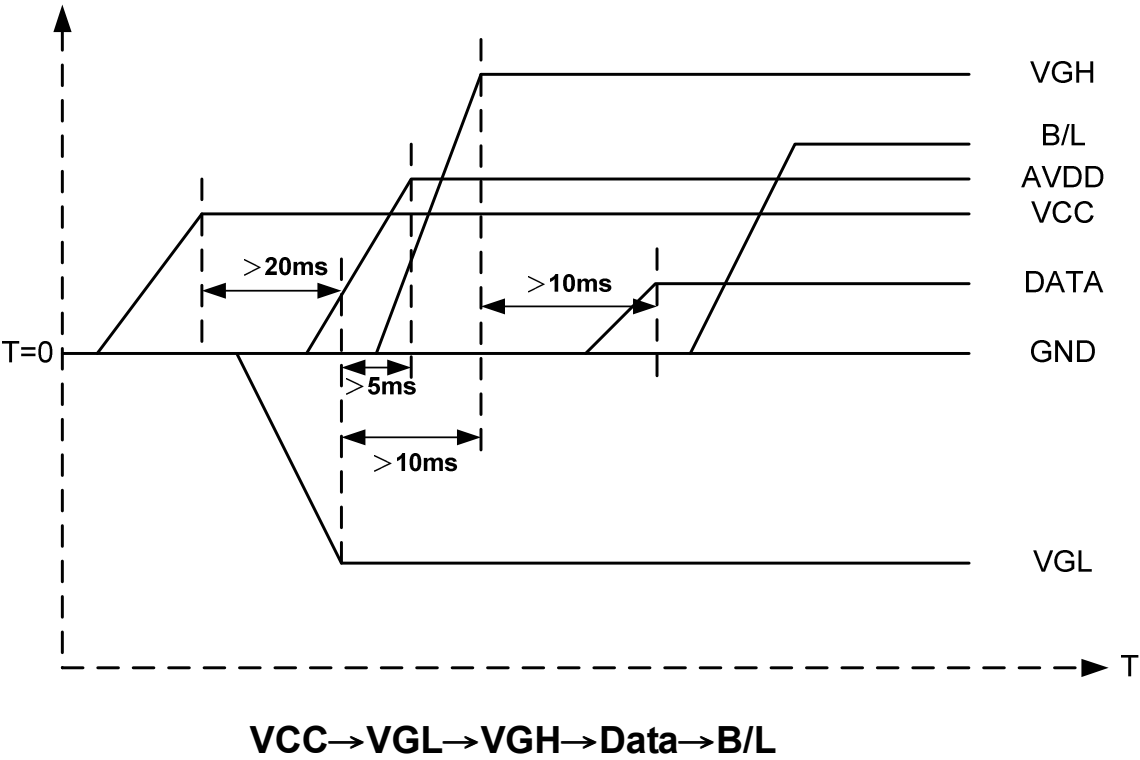 VGH
B/L
AVDD
VCC
>20ms
>10ms
DATA
T=0
GND
>5ms
>10ms
VGL
T
VCC→VGL→VGH→Data→B/L